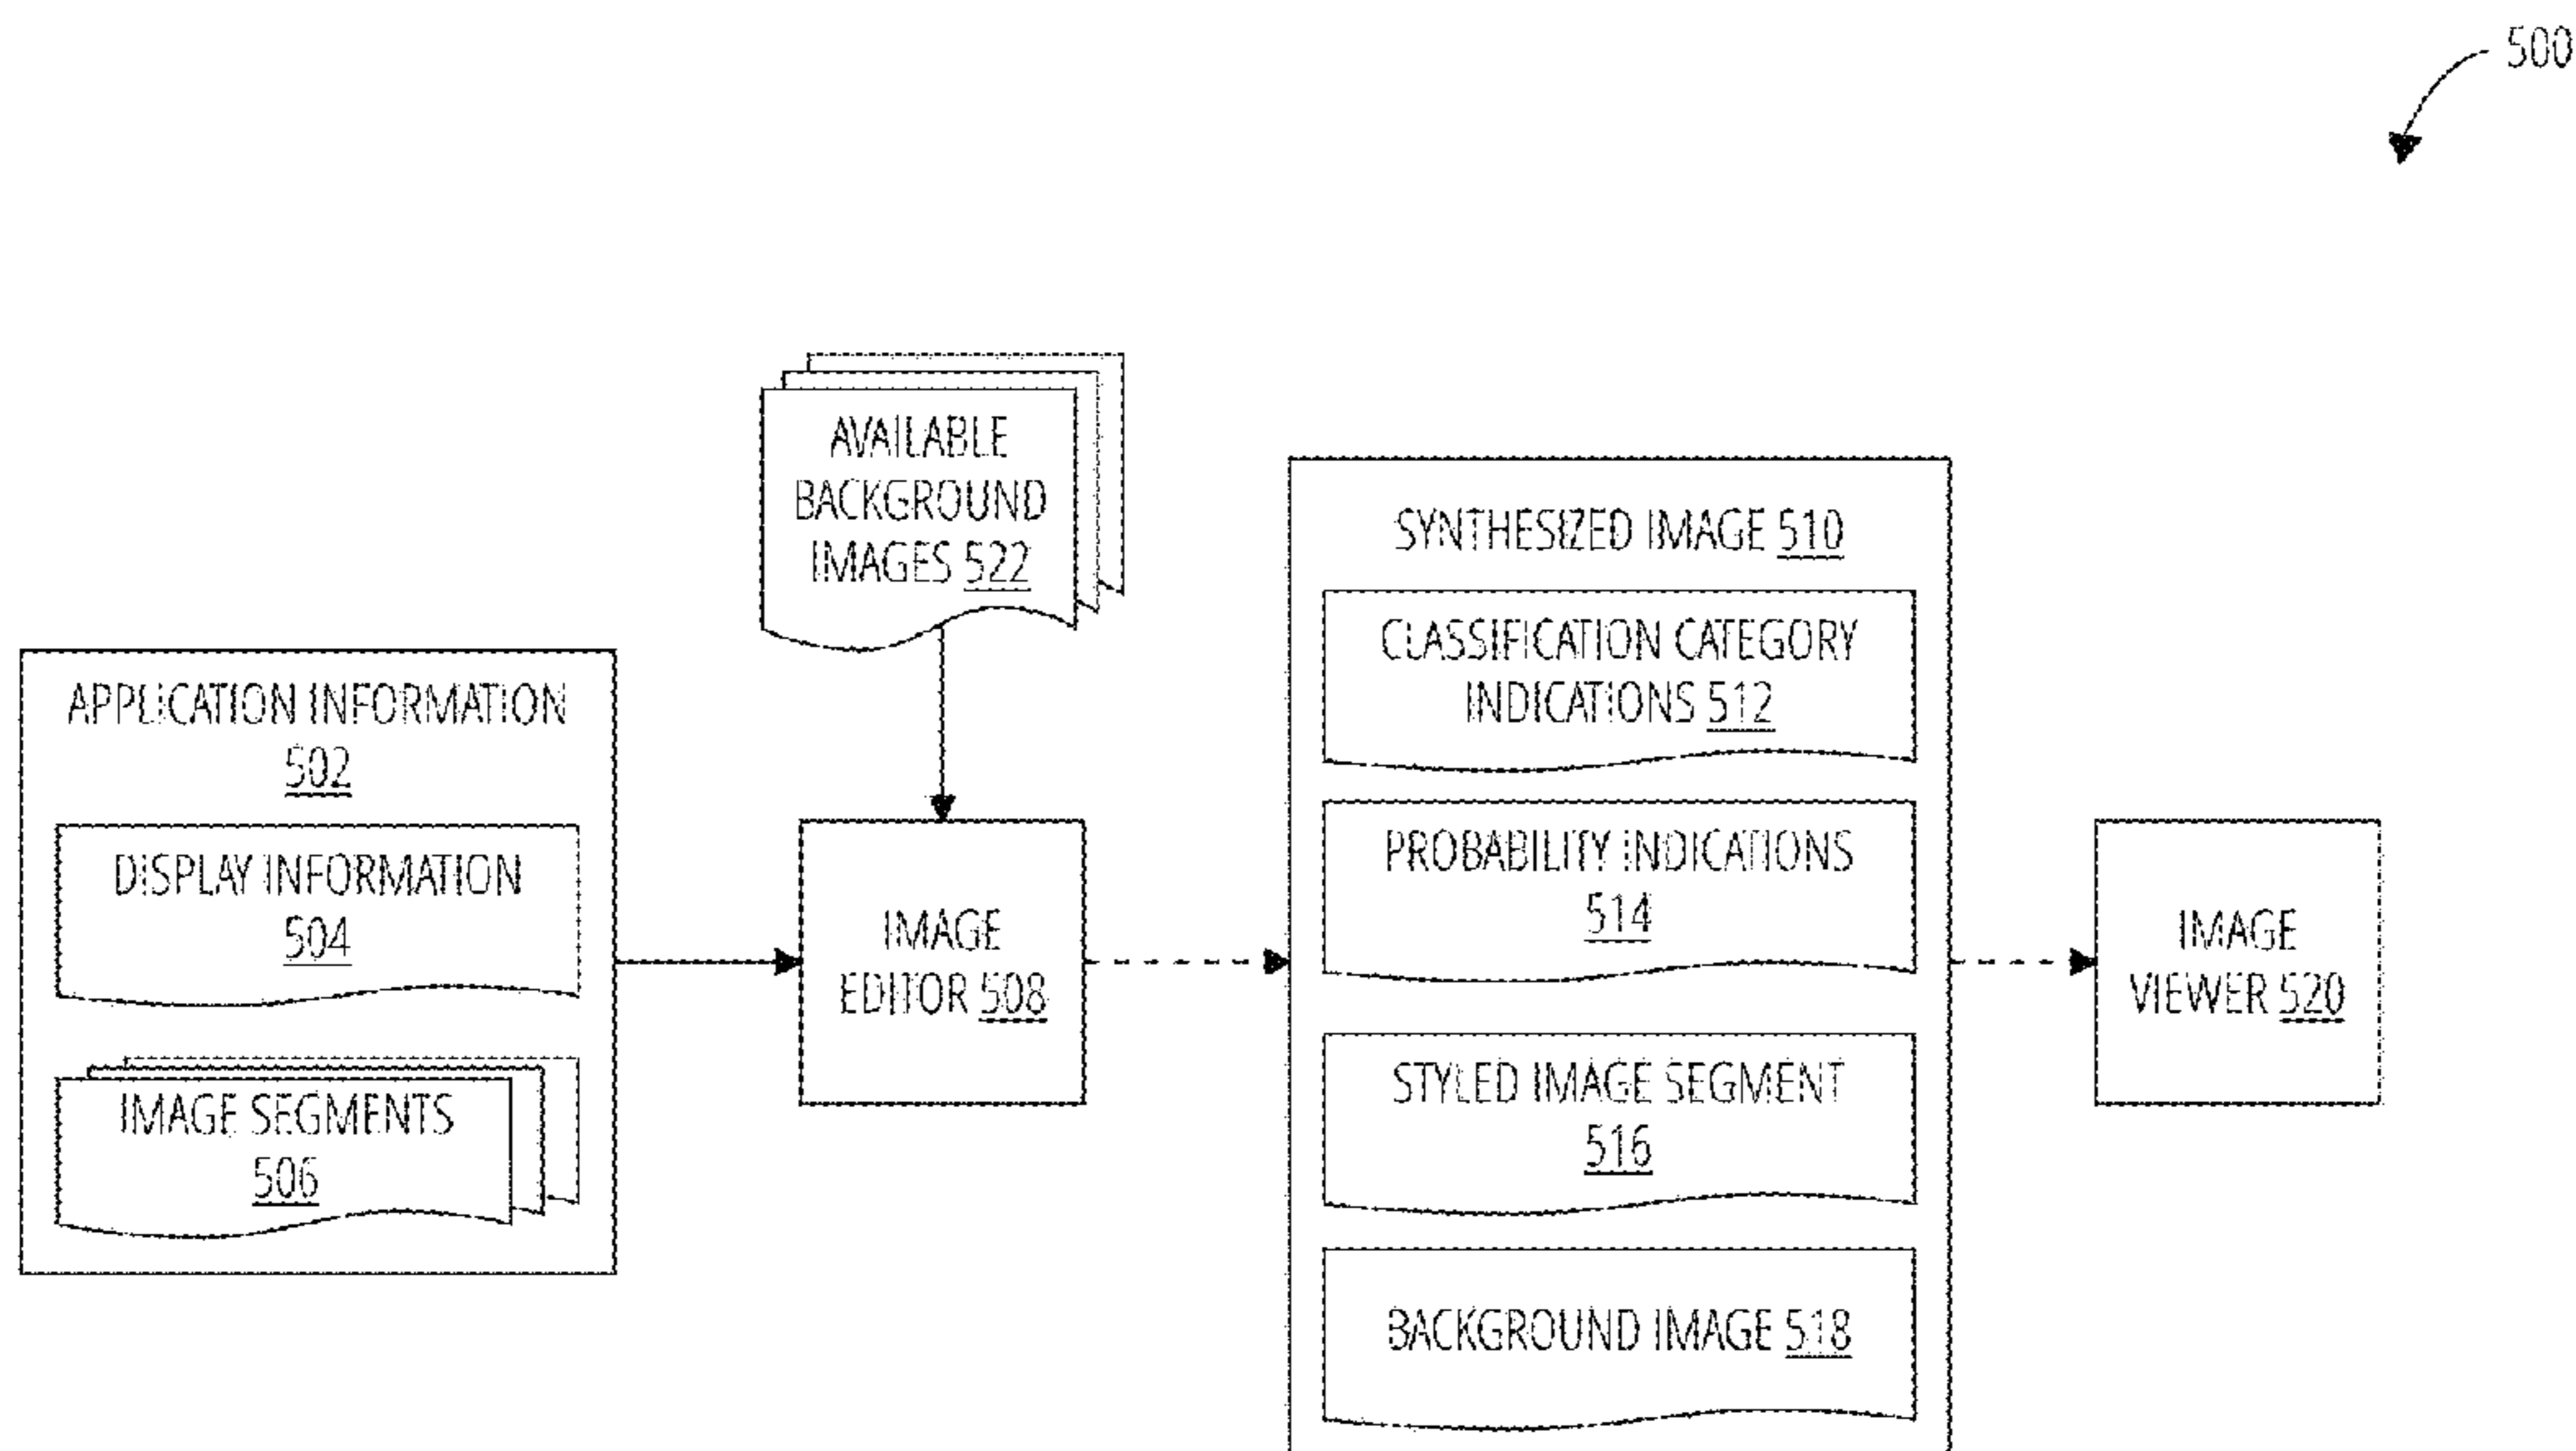 500
AVAILABLE
BACKGROUND
IMAGES 522
APPLICATION INFORMATION
502
DISPLAY INFORMATION
504
IMAGE SEGMENTS
506
IMAGE
EDITOR 508
SYNTHESIZED IMAGE 510
CLASSIFICATION CATEGORY
INDICATIONS 512
PROBABILITY INDICATIONS
514
STYLED IMAGE SEGMENT
516
BACKGROUND IMAGE 518
IMAGE
VIEWER 520